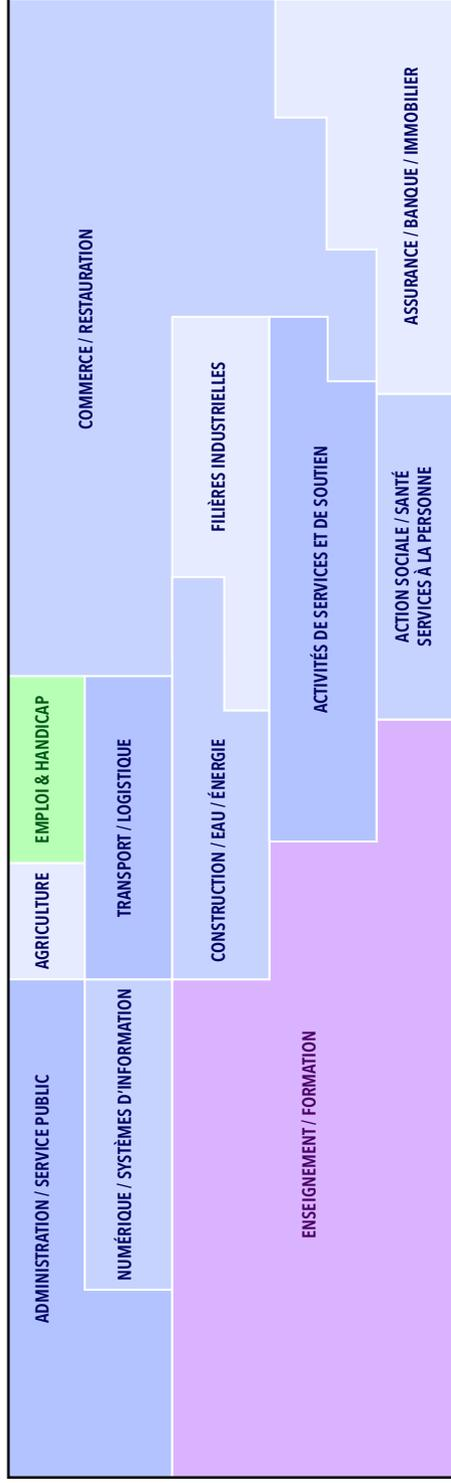 ADMINISTRATION / SERVICE PUBLIC
AGRICULTURE
EMPLOI & HANDICAP
NUMÉRIQUE / SYSTÈMES D'INFORMATION
TRANSPORT / LOGISTIQUE
COMMERCE / RESTAURATION
CONSTRUCTION / EAU / ÉNERGIE
FILIÈRES INDUSTRIELLES
ENSEIGNEMENT / FORMATION
ACTIVITÉS DE SERVICES ET DE SOUTIEN
ACTION SOCIALE / SANTÉ
SERVICES À LA PERSONNE
ASSURANCE / BANQUE / IMMOBILIER